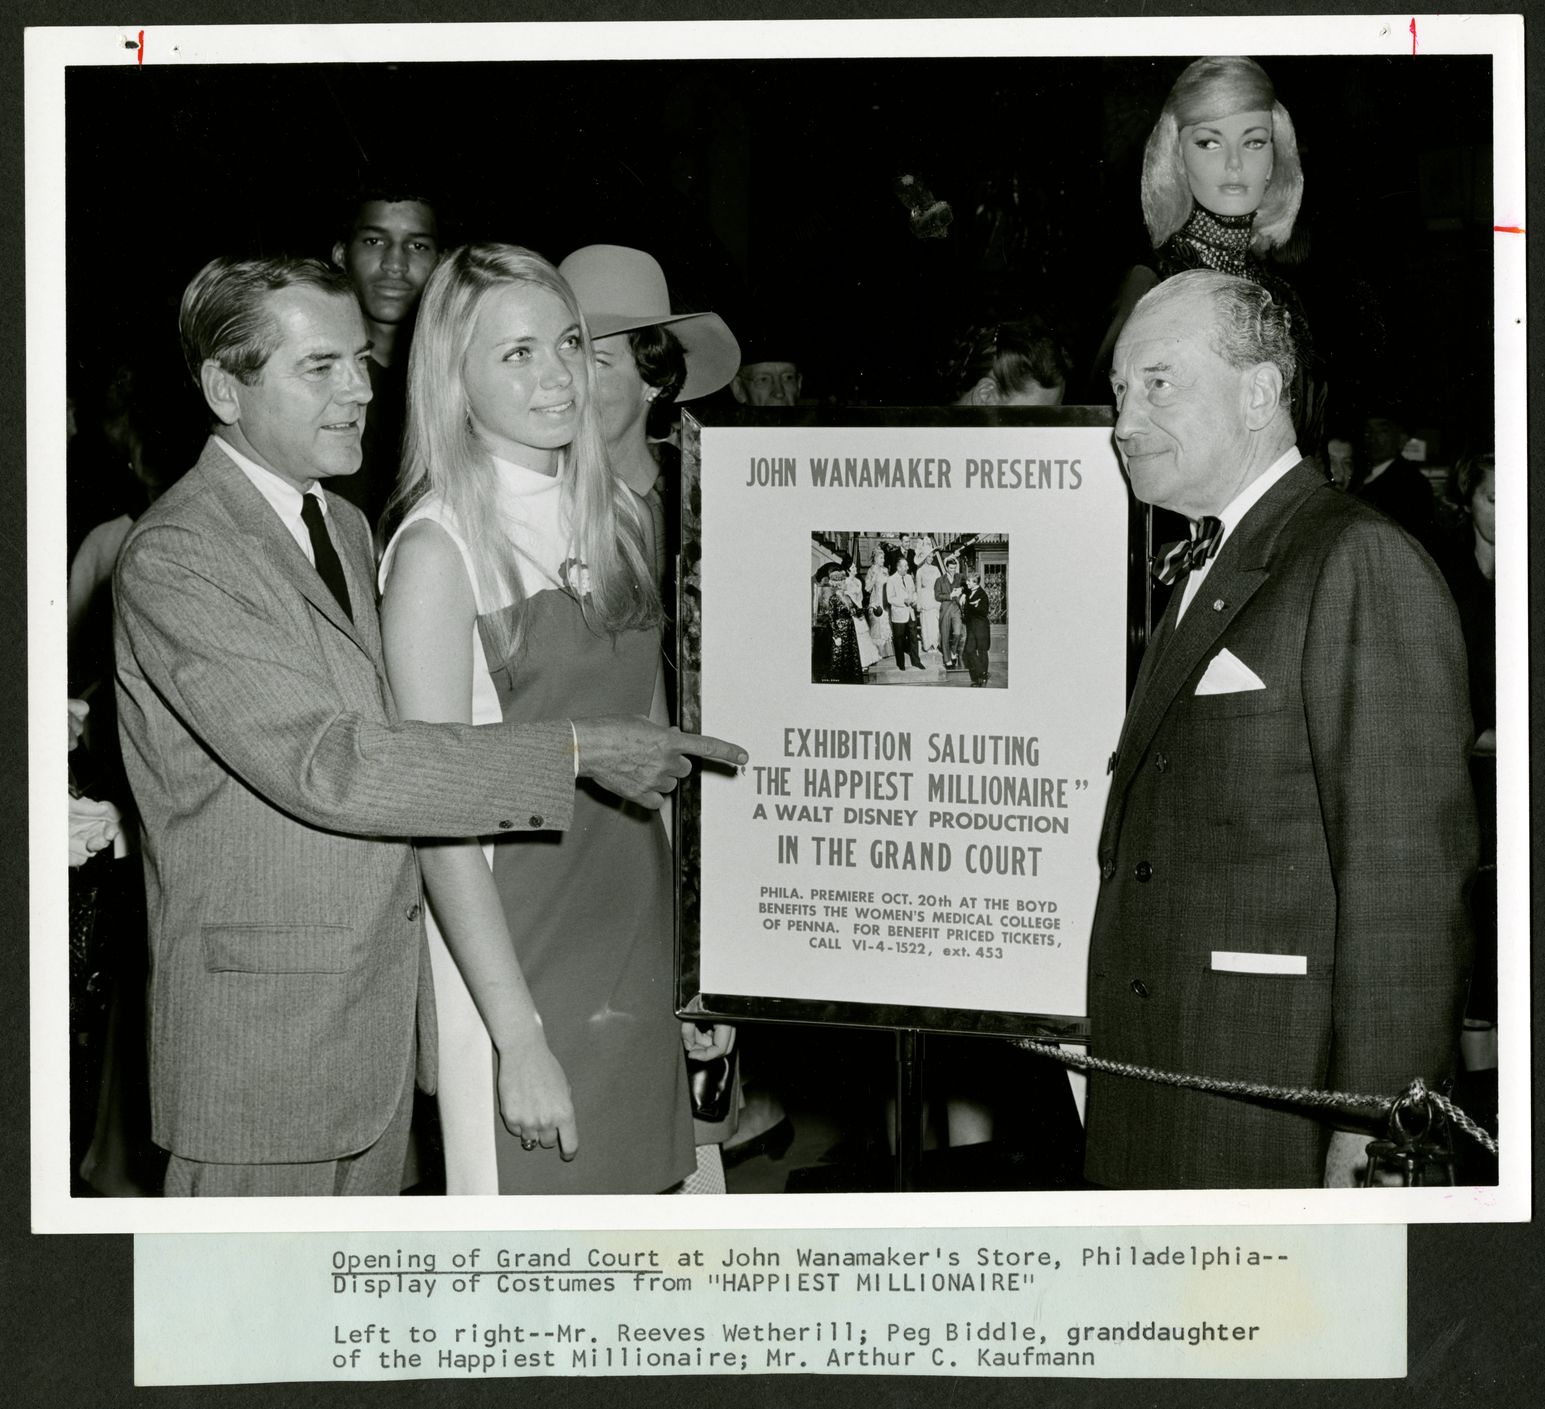 JOHN WANAMAKER PRESENTS
EXHIBITION SALUTING
"THE HAPPIEST MILLIONAIRE"
A WALT DISNEY PRODUCTION
IN THE GRAND COURT
PHILA. PREMIERE OCT. 20th AT THE BOYD
BENEFITS THE WOMEN'S MEDICAL COLLEGE
OF PENNA. FOR BENEFIT PRICED TICKETS,
CALL VI-4-1522, ext. 453
Opening of Grand Court at John Wanamaker's Store, Philadelphia--
Display of Costumes from "HAPPIEST MILLIONAIRE"
Left to right--Mr. Reeves Wetherill; Peg Biddle, granddaughter
of the Happiest Millionaire; Mr. Arthur C. Kaufmann